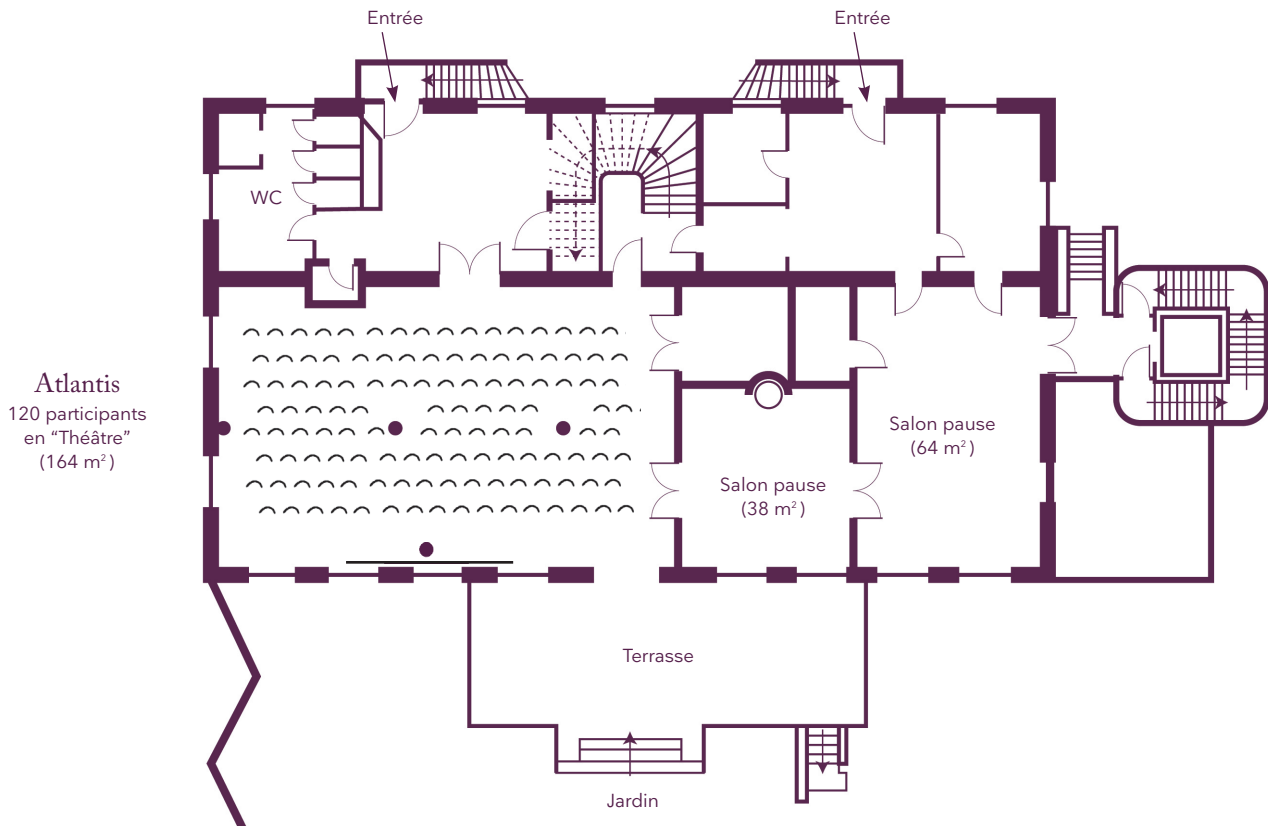 Entrée
Entrée
WC
Atlantis
120 participants
en “Théâtre”
(164 m²)
Salon pause
(64 m²)
Salon pause
(38 m²)
Terrasse
Jardin